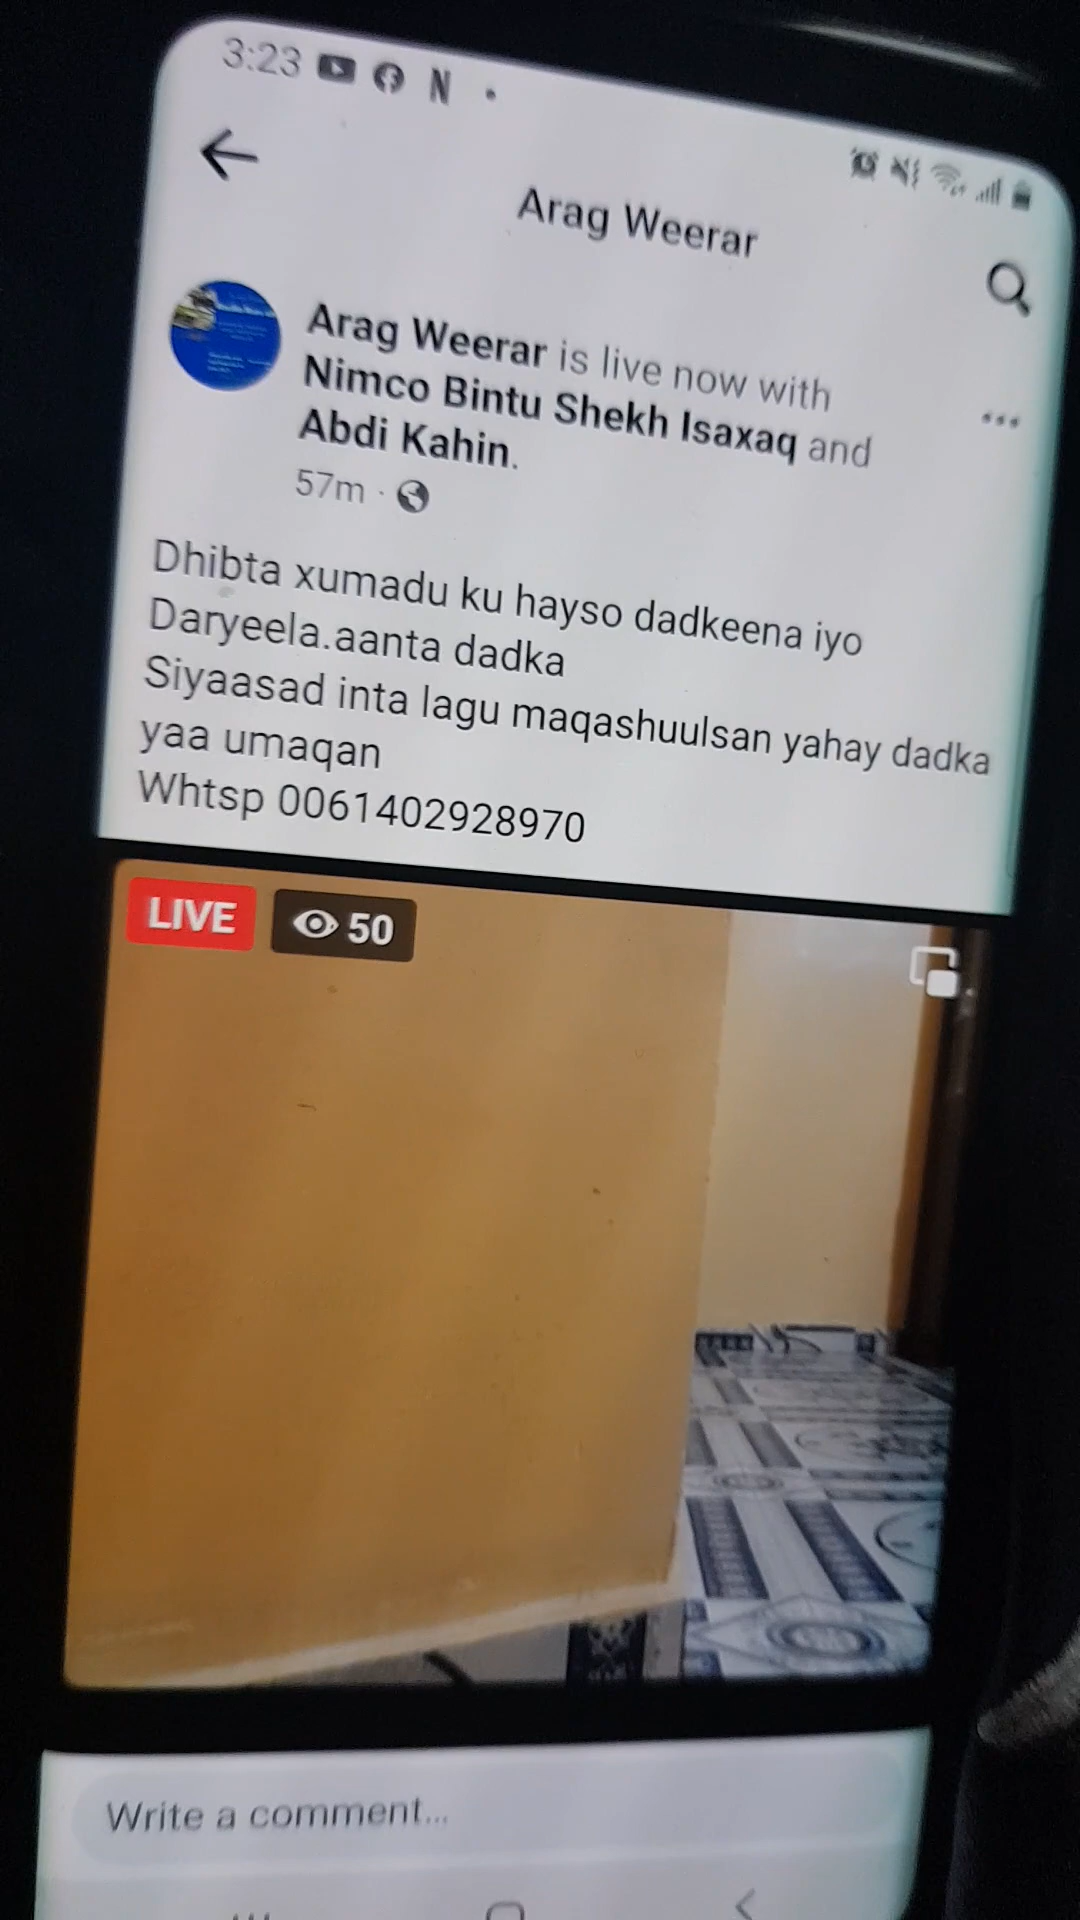 3:23
Arag Weerar
Arag Weerar is live now with
Nimco Bintu Shekh Isaxaq and
Abdi Kahin.
57m ·
Dhibta xumadu ku hayso dadkeena iyo
Daryeela.aanta dadka
Siyaasad inta lagu maqashuulsan yahay dadka
yaa umaqan
Whtsp 0061402928970
LIVE 50
Write a comment...